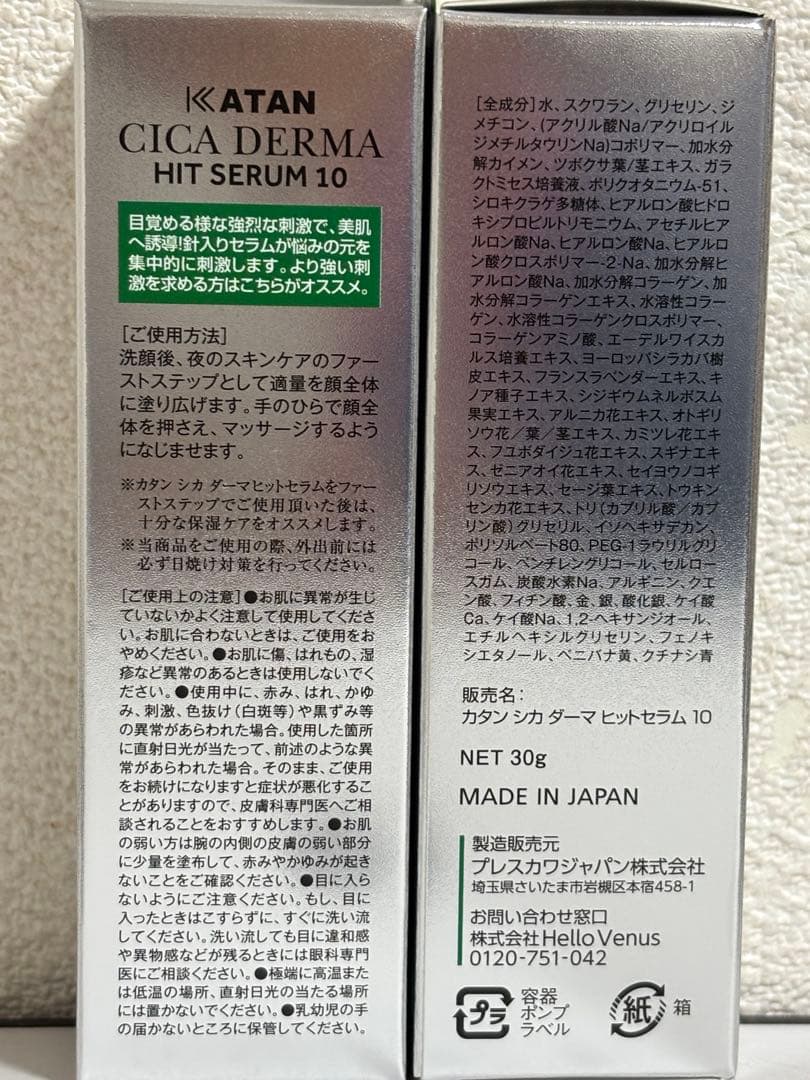 KATAN
CICA DERMA
HIT SERUM 10
目覚める様な強烈な刺激で、美肌
へ誘導!針入りセラムが悩みの元を
集中的に刺激します。より強い刺
激を求める方はこちらがオススメ。
[ご使用方法]
洗顔後、夜のスキンケアのファー
ストステップとして適量を顔全体
に塗り広げます。手のひらで顔全
体を押さえ、マッサージするよう
になじませます。
※カタン シカ ダーマヒットセラムをファー
ストステップでご使用頂いた後は、
十分な保湿ケアをオススメします。
※当商品をご使用の際、外出前には
必ず日焼け対策を行ってください。
[ご使用上の注意]●お肌に異常が生じ
ていないかよく注意して使用してくださ
い。お肌に合わないときは、ご使用をお
やめください。●お肌に傷、はれもの、湿
疹など異常のあるときは使用しないでく
ださい。●使用中に、赤み、はれ、かゆ
み、刺激、色抜け(白斑等)や黒ずみ等
の異常があらわれた場合。使用した箇所
に直射日光が当たって、前述のような異
常があらわれた場合。そのまま、ご使用
をお続けになりますと症状が悪化するこ
とがありますので、皮膚科専門医へご相
談されることをおすすめします。●お肌
の弱い方は腕の内側の皮膚の弱い部分
に少量を塗布して、赤みやかゆみが起き
ないことをご確認ください。●目に入ら
ないようにご注意ください。もし、目に
入ったときはこすらずに、すぐに洗い流
してください。洗い流しても目に違和感
や異物感などが残るときには眼科専門
医にご相談ください。●極端に高温また
は低温の場所、直射日光の当たる場所
には置かないでください。●乳幼児の手
の届かないところに保管してください。
[全成分]水、スクワラン、グリセリン、ジ
メチコン、(アクリル酸Na/アクリロイル
ジメチルタウリンNa)コポリマー、加水分
解カイメン、ツボクサ葉/茎エキス、ガラ
クトミセス培養液、ポリクオタニウム-51、
シロキクラゲ多糖体、ヒアルロン酸ヒドロ
キシプロピルトリモニウム、アセチルヒア
ルロン酸Na、ヒアルロン酸Na、ヒアルロ
ン酸クロスポリマー-2-Na、加水分解ヒ
アルロン酸Na、加水分解コラーゲン、加
水分解コラーゲンエキス、水溶性コラー
ゲン、水溶性コラーゲンクロスポリマー、
コラーゲンアミノ酸、エーデルワイスカ
ルス培養エキス、ヨーロッパシラカバ樹
皮エキス、フランスラベンダーエキス、キ
ノア種子エキス、シジギウムネルボスム
果実エキス、アルニカ花エキス、オトギリ
ソウ花/葉/茎エキス、カミツレ花エキ
ス、フユボダイジュ花エキス、スギナエキ
ス、ゼニアオイ花エキス、セイヨウノコギ
リソウエキス、セージ葉エキス、トウキン
センカ花エキス、トリ(カプリル酸/カプ
リン酸)グリセリル、イソヘキサデカン、
ポリソルベート80、PEG-1ラウリルグリ
コール、ペンチレングリコール、セルロー
スガム、炭酸水素Na、アルギニン、クエ
ン酸、フィチン酸、金、銀、酸化銀、ケイ酸
Ca、ケイ酸Na、1,2-ヘキサンジオール、
エチルヘキシルグリセリン、フェノキ
シエタノール、ベニバナ黄、クチナシ青
販売名:
カタン シカ ダーマ ヒットセラム 10
NET 30g
MADE IN JAPAN
製造販売元
プレスカワジャパン株式会社
埼玉県さいたま市岩槻区本宿458-1
お問い合わせ窓口
株式会社Hello Venus
0120-751-042
プラ
容器
ポンプ
ラベル
紙
箱